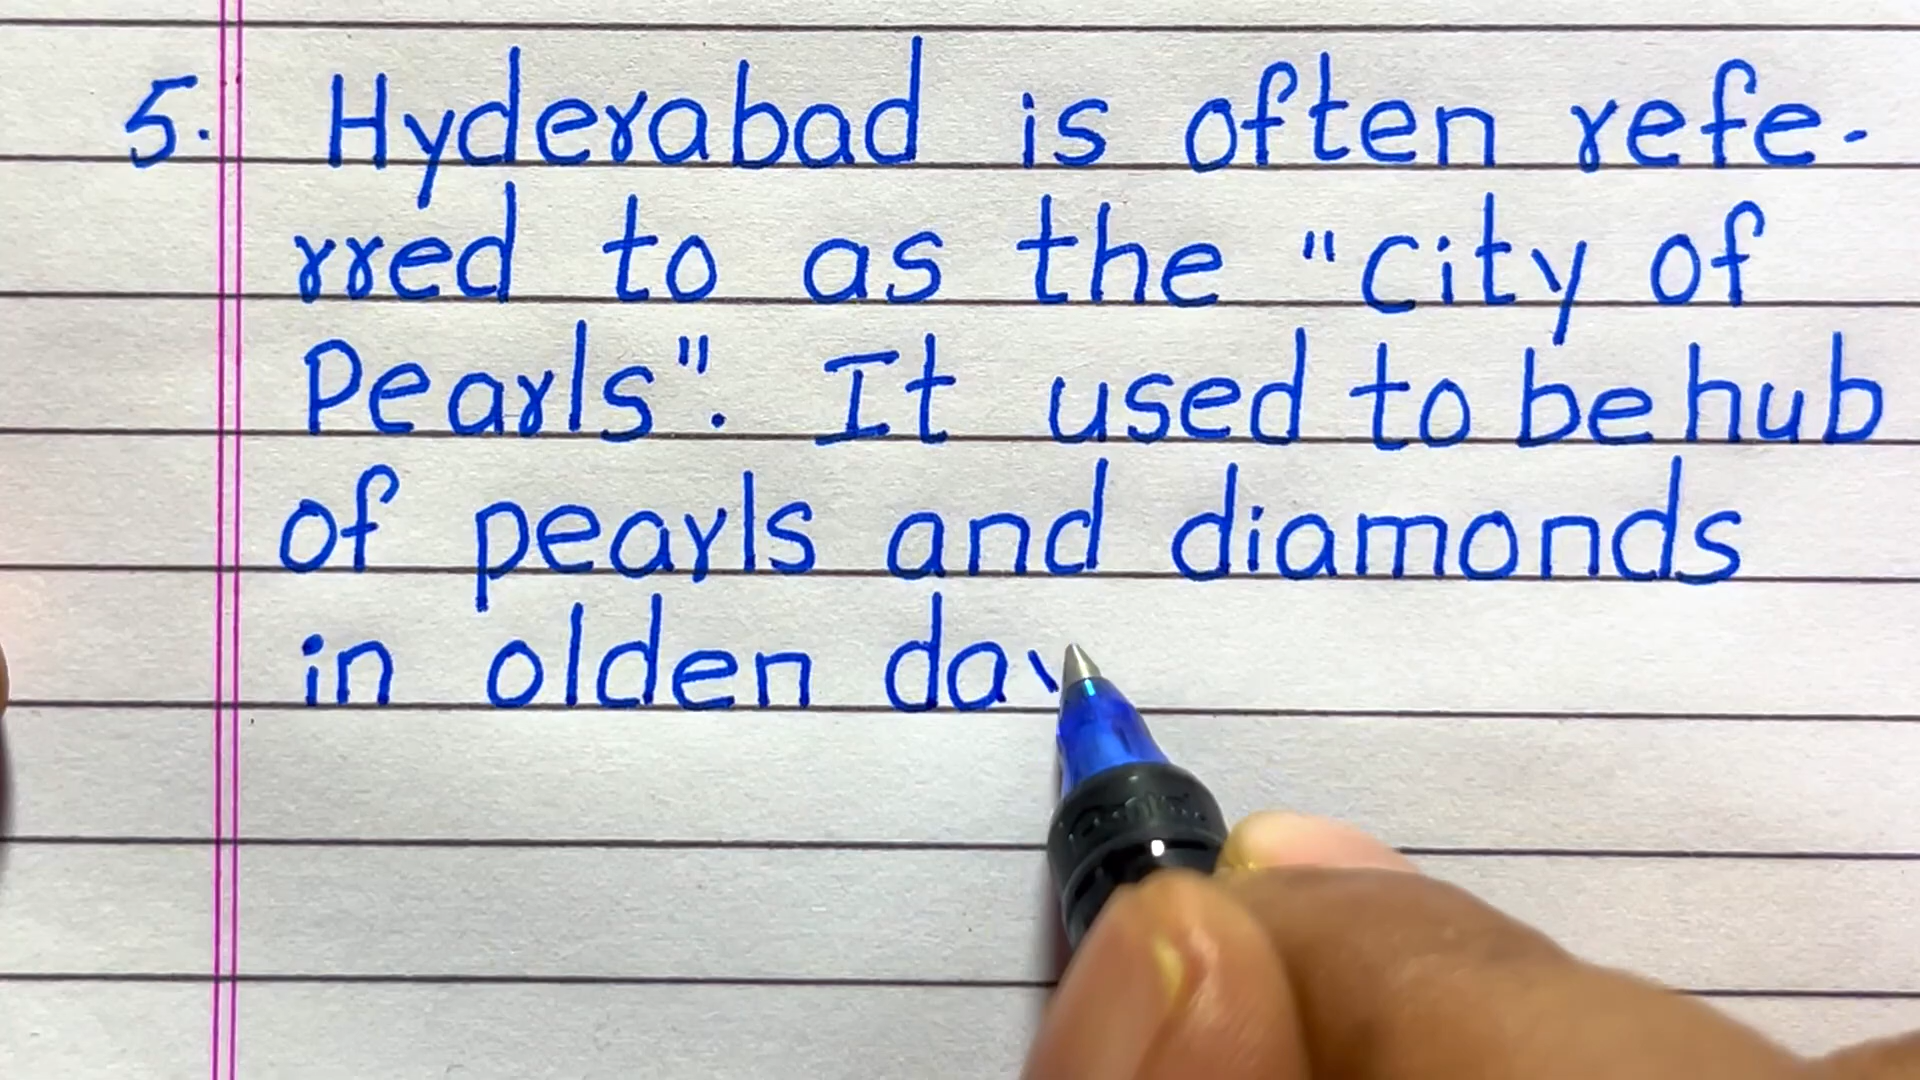 5. Hyderabad is often refe-
rred to as the "city of
Pearls". It used to be hub
of pearls and diamonds
in olden